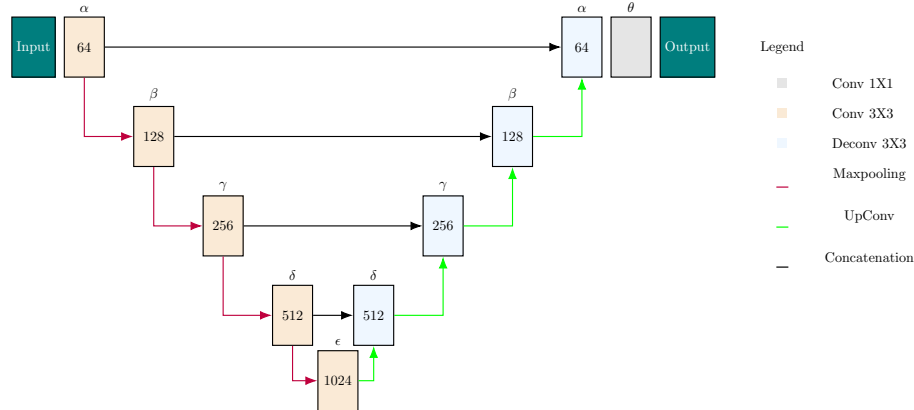 α α θ
Input 64 64 Output
Legend
Conv 1X1
β β
Conv 3X3
128 128
Deconv 3X3
Maxpooling
γ γ
UpConv
256 256
Concatenation
δ δ
512 512
ϵ
1024